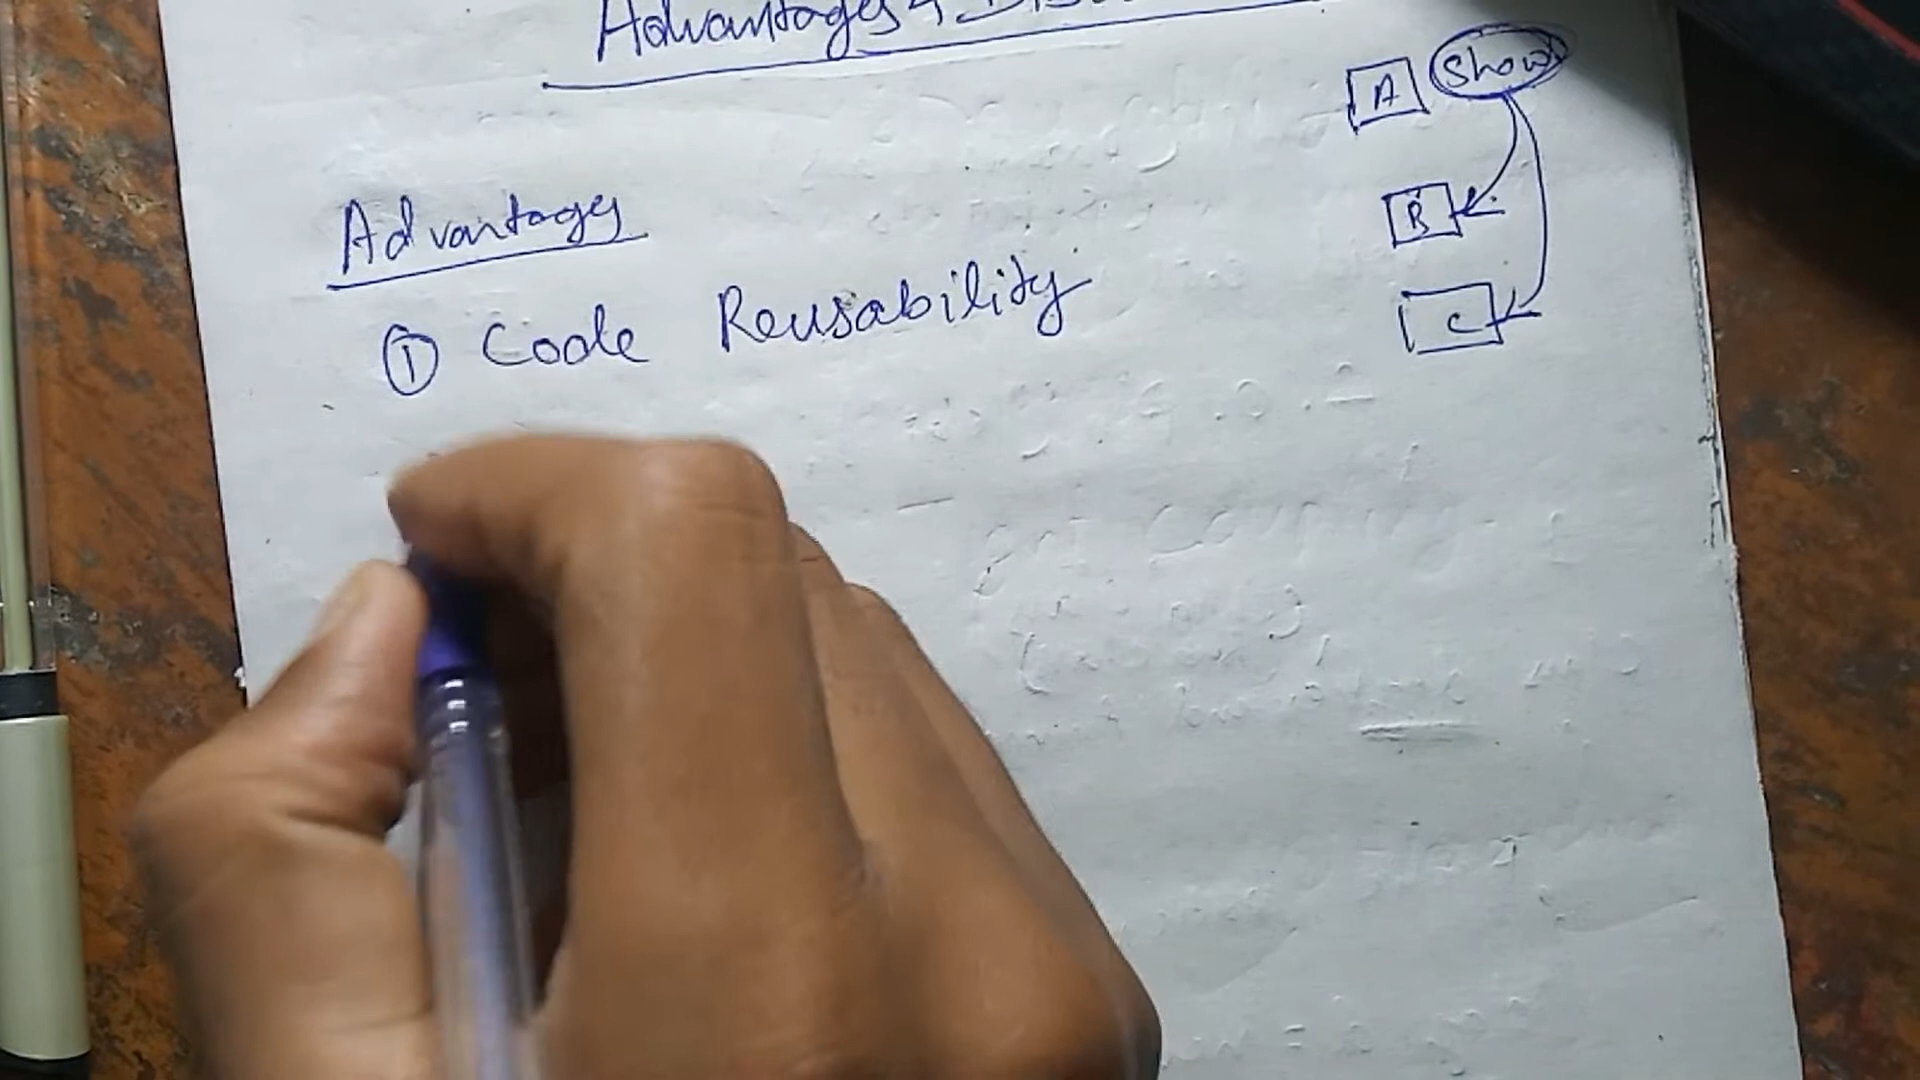 Advantages &
A show
Advantages
B
① Code Reusability
C